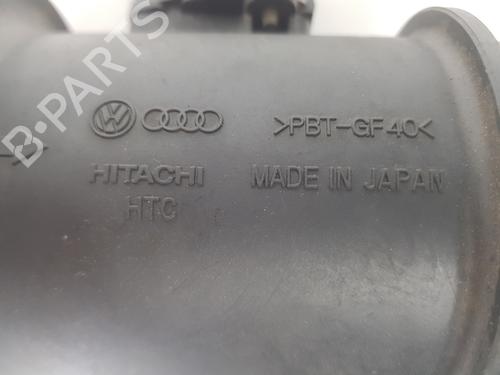 >PBT-GF40<
HITACHI
MADE IN JAPAN
HTC
B-PARTS